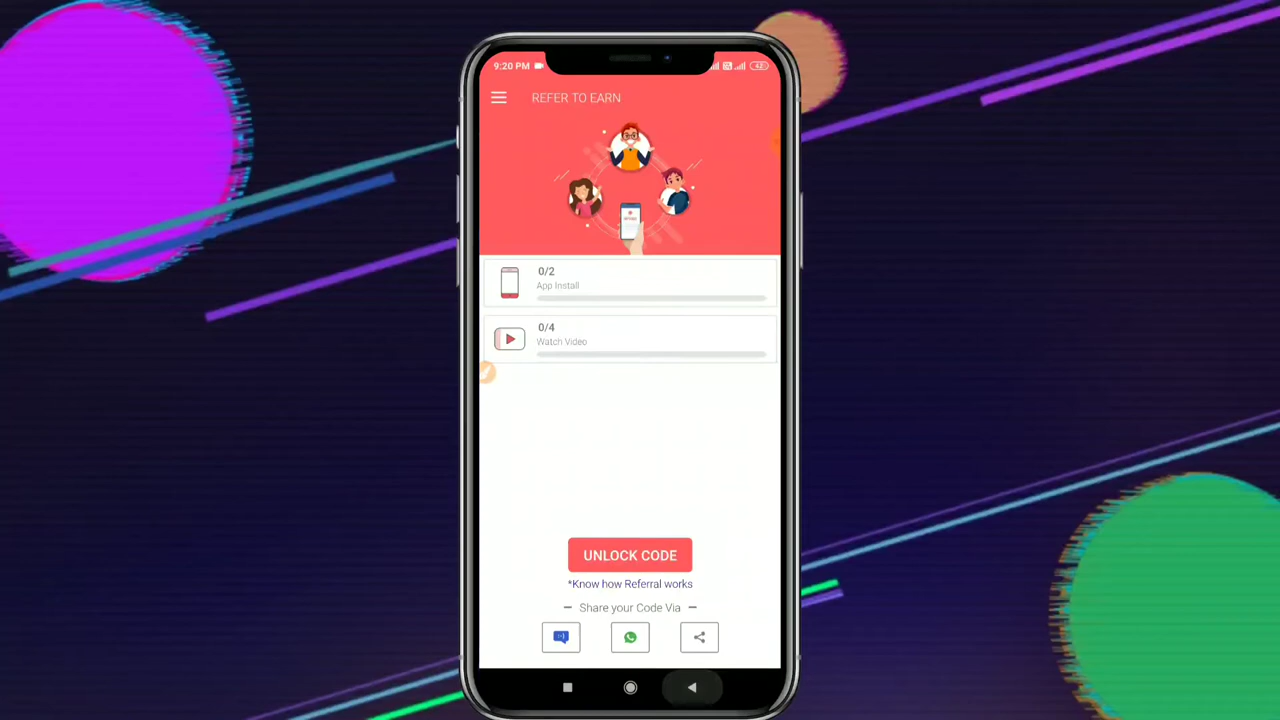 9:20 PM
42
REFER TO EARN
0/2
App Install
0/4
Watch Video
UNLOCK CODE
*Know how Referral works
Share your Code Via